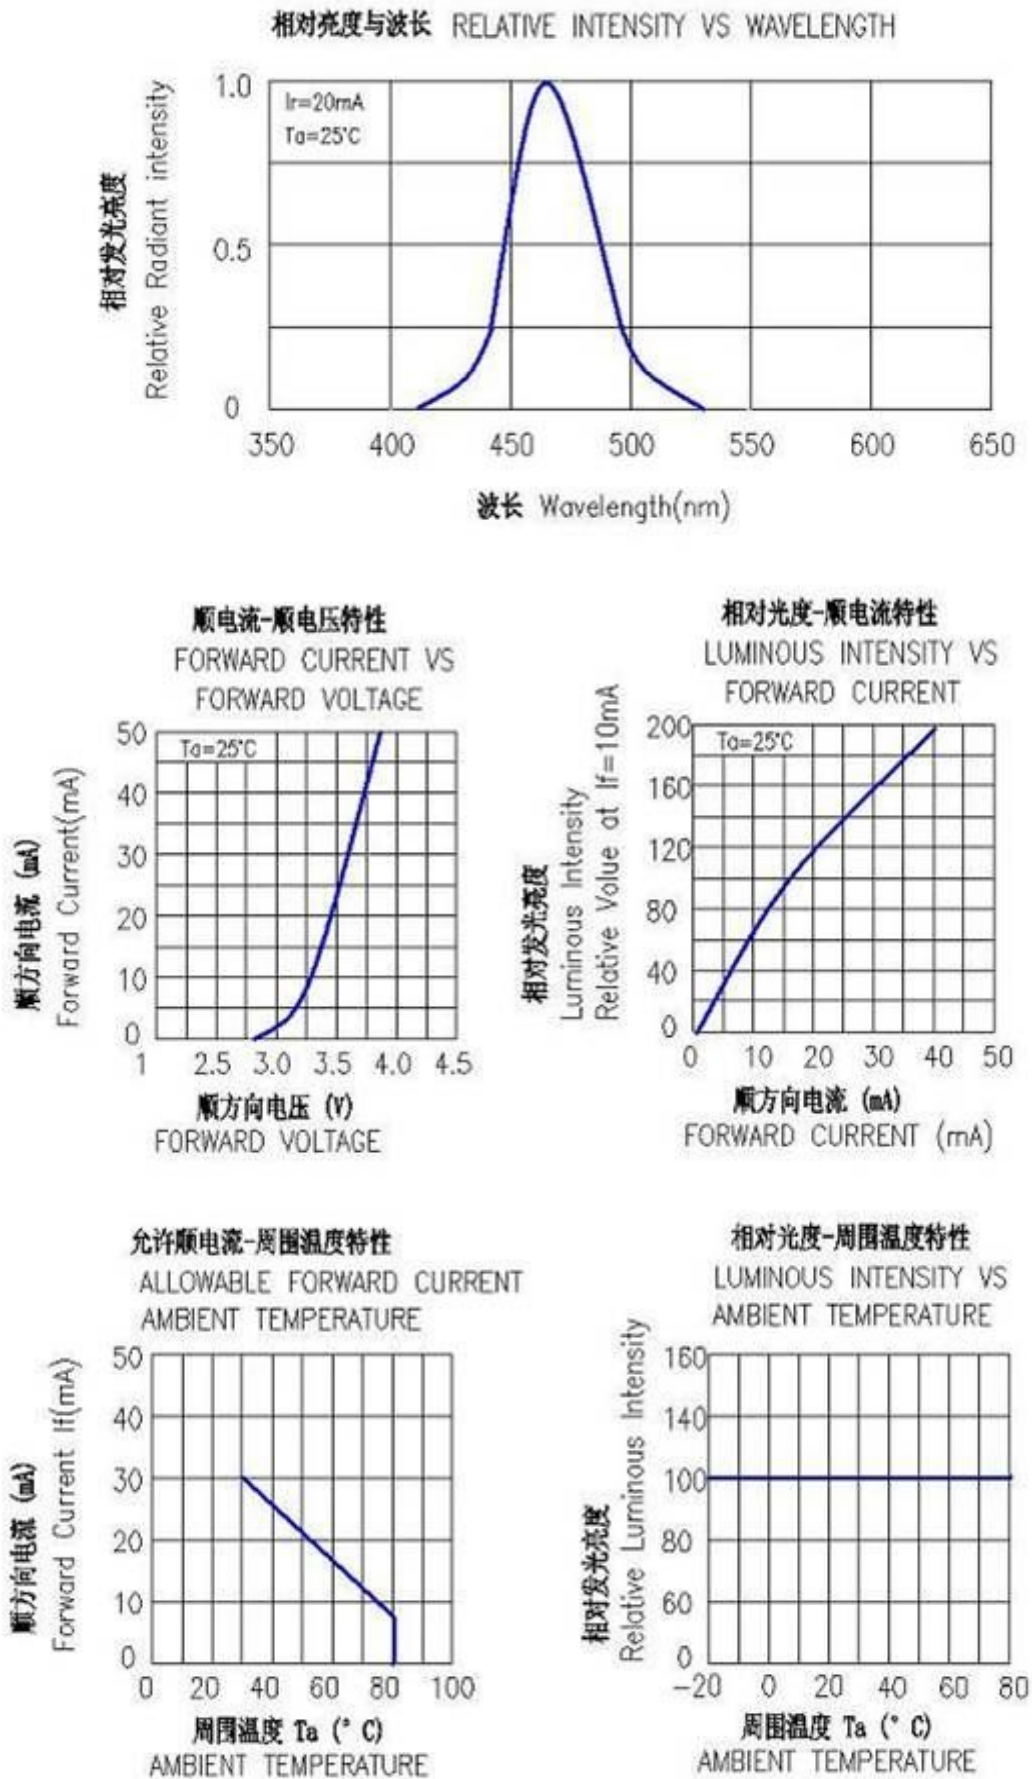 相对亮度与波长 RELATIVE INTENSITY VS WAVELENGTH
相对发光亮度
Relative Radiant intensity
1.0
0.5
0
Ir=20mA
Ta=25°C
350 400 450 500 550 600 650
波长 Wavelength(nm)
顺电流-顺电压特性
FORWARD CURRENT VS
FORWARD VOLTAGE
顺方向电流 (mA)
Forward Current(mA)
50
40
30
20
10
0
Ta=25°C
1 2.5 3.0 3.5 4.0 4.5
顺方向电压 (V)
FORWARD VOLTAGE
相对光度-顺电流特性
LUMINOUS INTENSITY VS
FORWARD CURRENT
相对发光亮度
Luminous Intensity
Relative Value at If=10mA
200
160
120
80
40
0
Ta=25°C
0 10 20 30 40 50
顺方向电流 (mA)
FORWARD CURRENT (mA)
允许顺电流-周围温度特性
ALLOWABLE FORWARD CURRENT
AMBIENT TEMPERATURE
顺方向电流 (mA)
Forward Current If(mA)
50
40
30
20
10
0
0 20 40 60 80 100
周围温度 Ta (° C)
AMBIENT TEMPERATURE
相对光度-周围温度特性
LUMINOUS INTENSITY VS
AMBIENT TEMPERATURE
相对发光亮度
Relative Luminous Intensity
160
140
100
80
60
0
-20 0 20 40 60 80
周围温度 Ta (° C)
AMBIENT TEMPERATURE